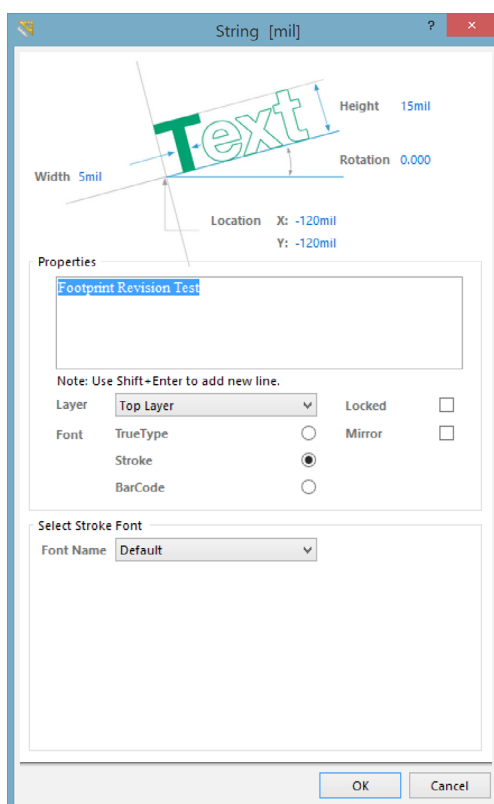 String [mil]
?
×
Text
Height 15mil
Rotation 0.000
Width 5mil
Location X: -120mil
Y: -120mil
Properties
Footprint Revision Test
Note: Use Shift+Enter to add new line.
Layer Top Layer Locked
Font TrueType Mirror
Stroke
BarCode
Select Stroke Font
Font Name Default
OK Cancel